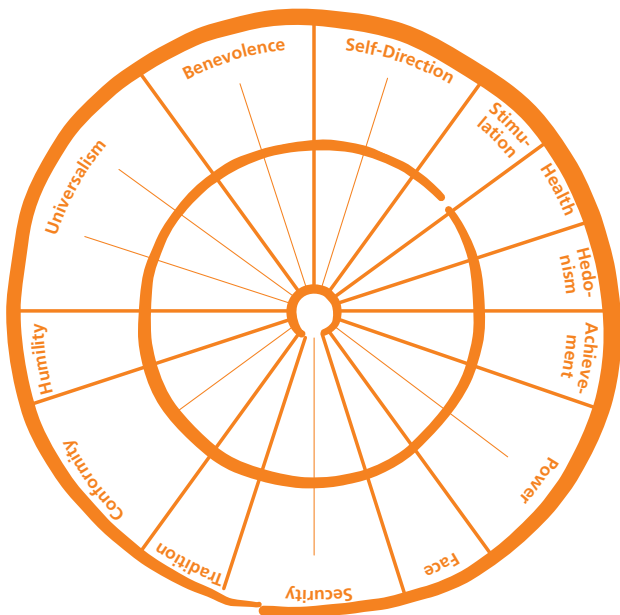 Benevolence
Self-Direction
Stimu-
lation
Health
Hedo-
nism
Achieve-
ment
Power
Face
Security
Tradition
Conformity
Humility
Universalism